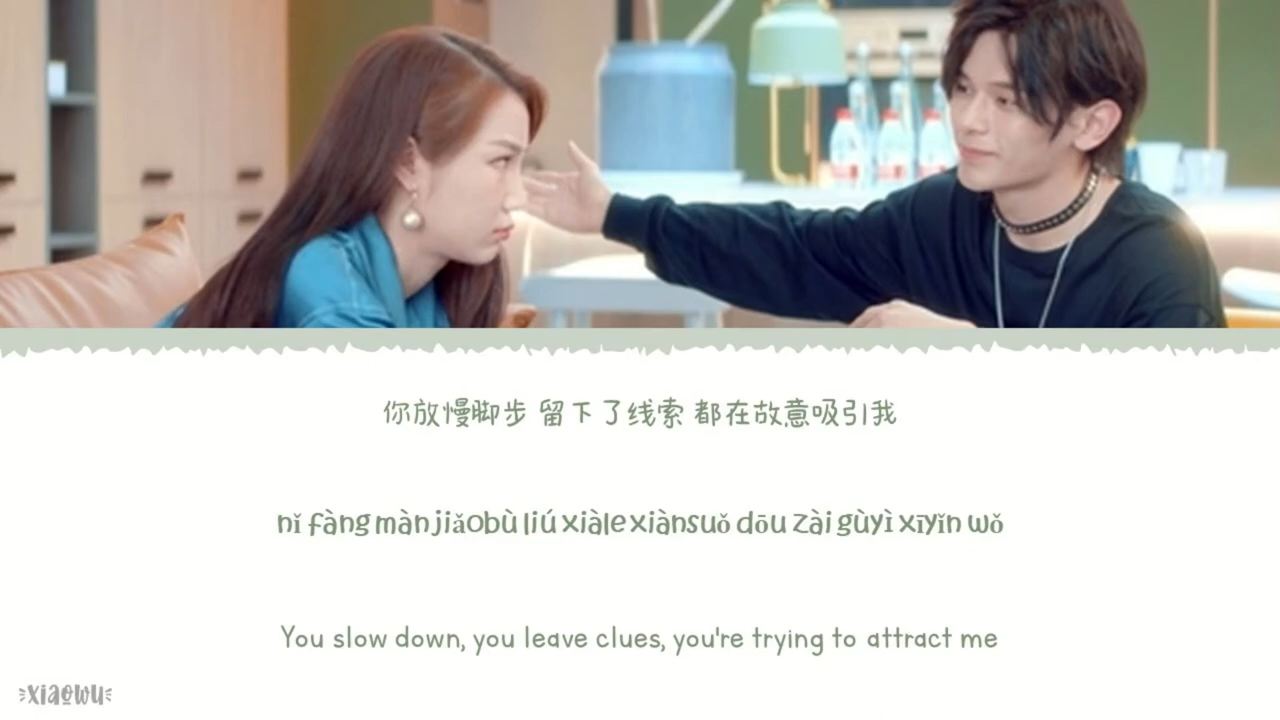 你放慢脚步 留下了线索 都在故意吸引我
nǐ fàng màn jiǎobù liú xiàle xiànsuǒ dōu zài gùyì xīyǐn wǒ
You slow down, you leave clues, you're trying to attract me
xiaowu